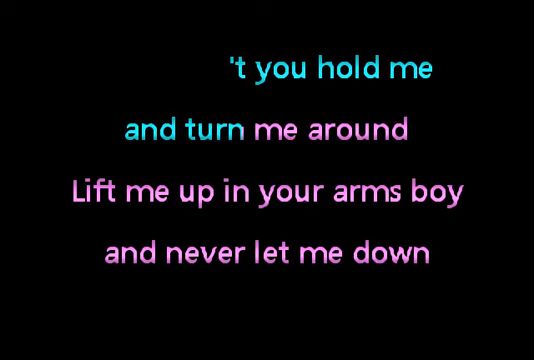 't you hold me
and turn me around
Lift me up in your arms boy
and never let me down